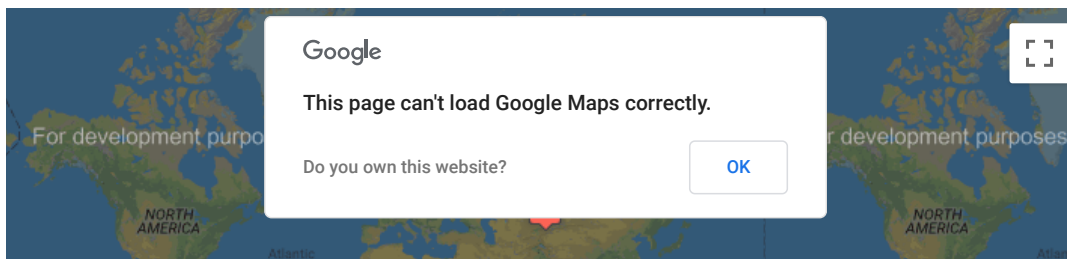 Google
This page can't load Google Maps correctly.
For development purpo
r development purposes
Do you own this website?
OK
NORTH
AMERICA
NORTH
AMERICA
Atlantic
Atlan